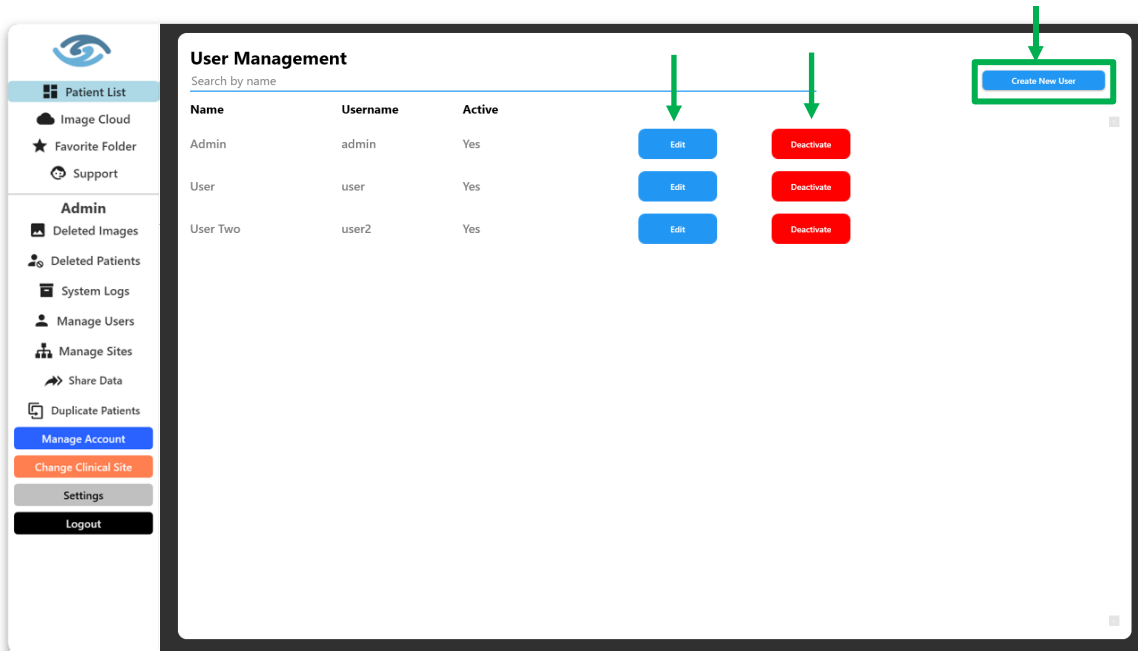 Patient List
Image Cloud
Favorite Folder
Support
Admin
Deleted Images
Deleted Patients
System Logs
Manage Users
Manage Sites
Share Data
Duplicate Patients
Manage Account
Change Clinical Site
Settings
Logout
User Management
Search by name
Create New User
Name Username Active
Admin admin Yes Edit Deactivate
User user Yes Edit Deactivate
User Two user2 Yes Edit Deactivate